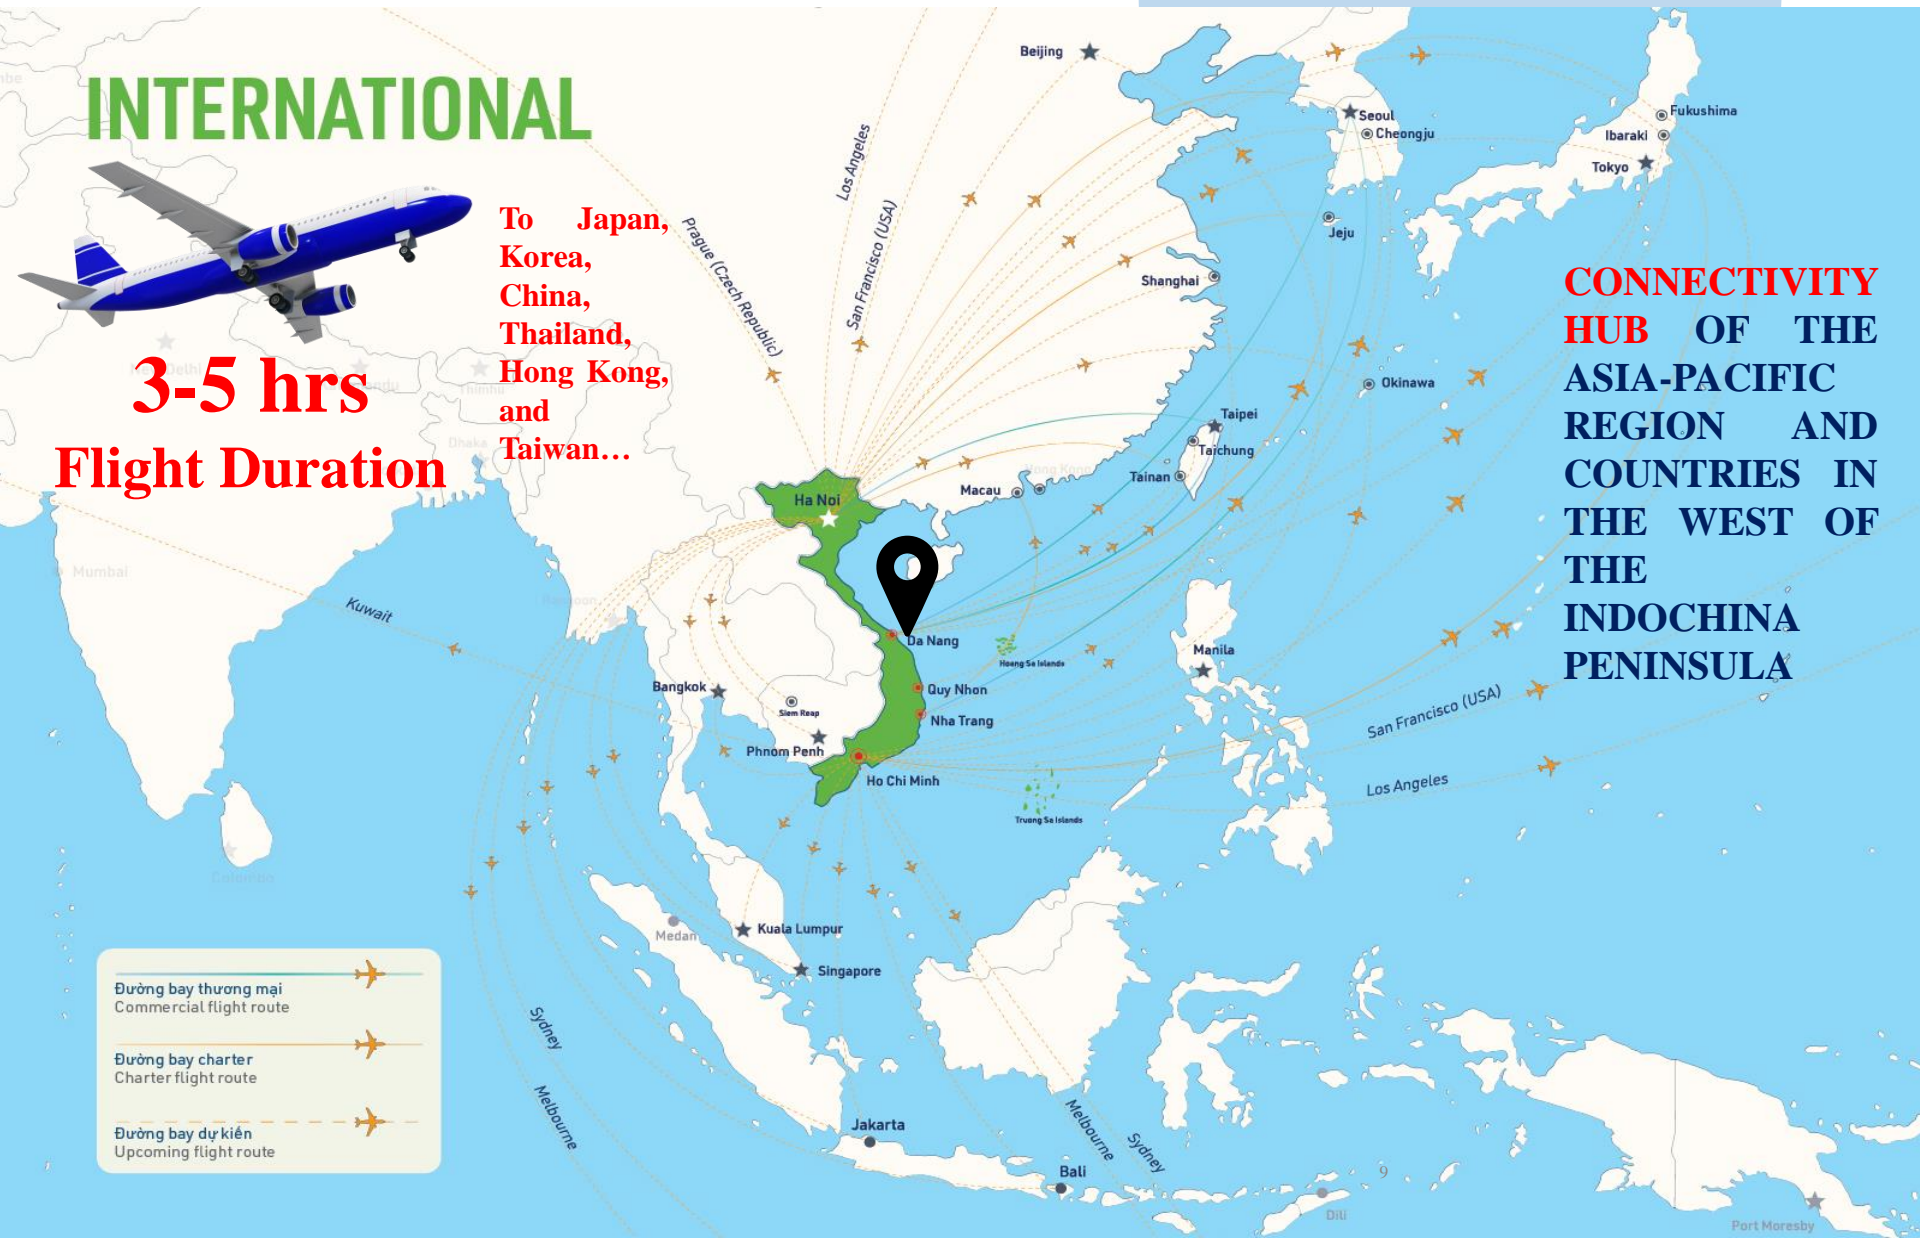 INTERNATIONAL
3-5 hrs
Flight Duration
To Japan,
Korea,
China,
Thailand,
Hong Kong,
and
Taiwan...
CONNECTIVITY
HUB OF THE
ASIA-PACIFIC
REGION AND
COUNTRIES IN
THE WEST OF
THE
INDOCHINA
PENINSULA
Beijing
Seoul
Cheongju
Fukushima
Ibaraki
Tokyo
Jeju
Shanghai
Los Angeles
San Francisco (USA)
Prague (Czech Republic)
Okinawa
Taipei
Taichung
Tainan
Hong Kong
Macau
Ha Noi
Thimhu
Dhaka
Mumbai
Kuwait
Da Nang
Hoang Sa Islands
Manila
Quy Nhon
Nha Trang
Bangkok
Siem Reap
Phnom Penh
Ho Chi Minh
Truong Sa Islands
San Francisco (USA)
Los Angeles
Colombo
Medan
Kuala Lumpur
Singapore
Sydney
Melbourne
Jakarta
Bali
Melbourne
Sydney
9
Dili
Port Moresby
Đường bay thương mại
Commercial flight route
Đường bay charter
Charter flight route
Đường bay dự kiến
Upcoming flight route